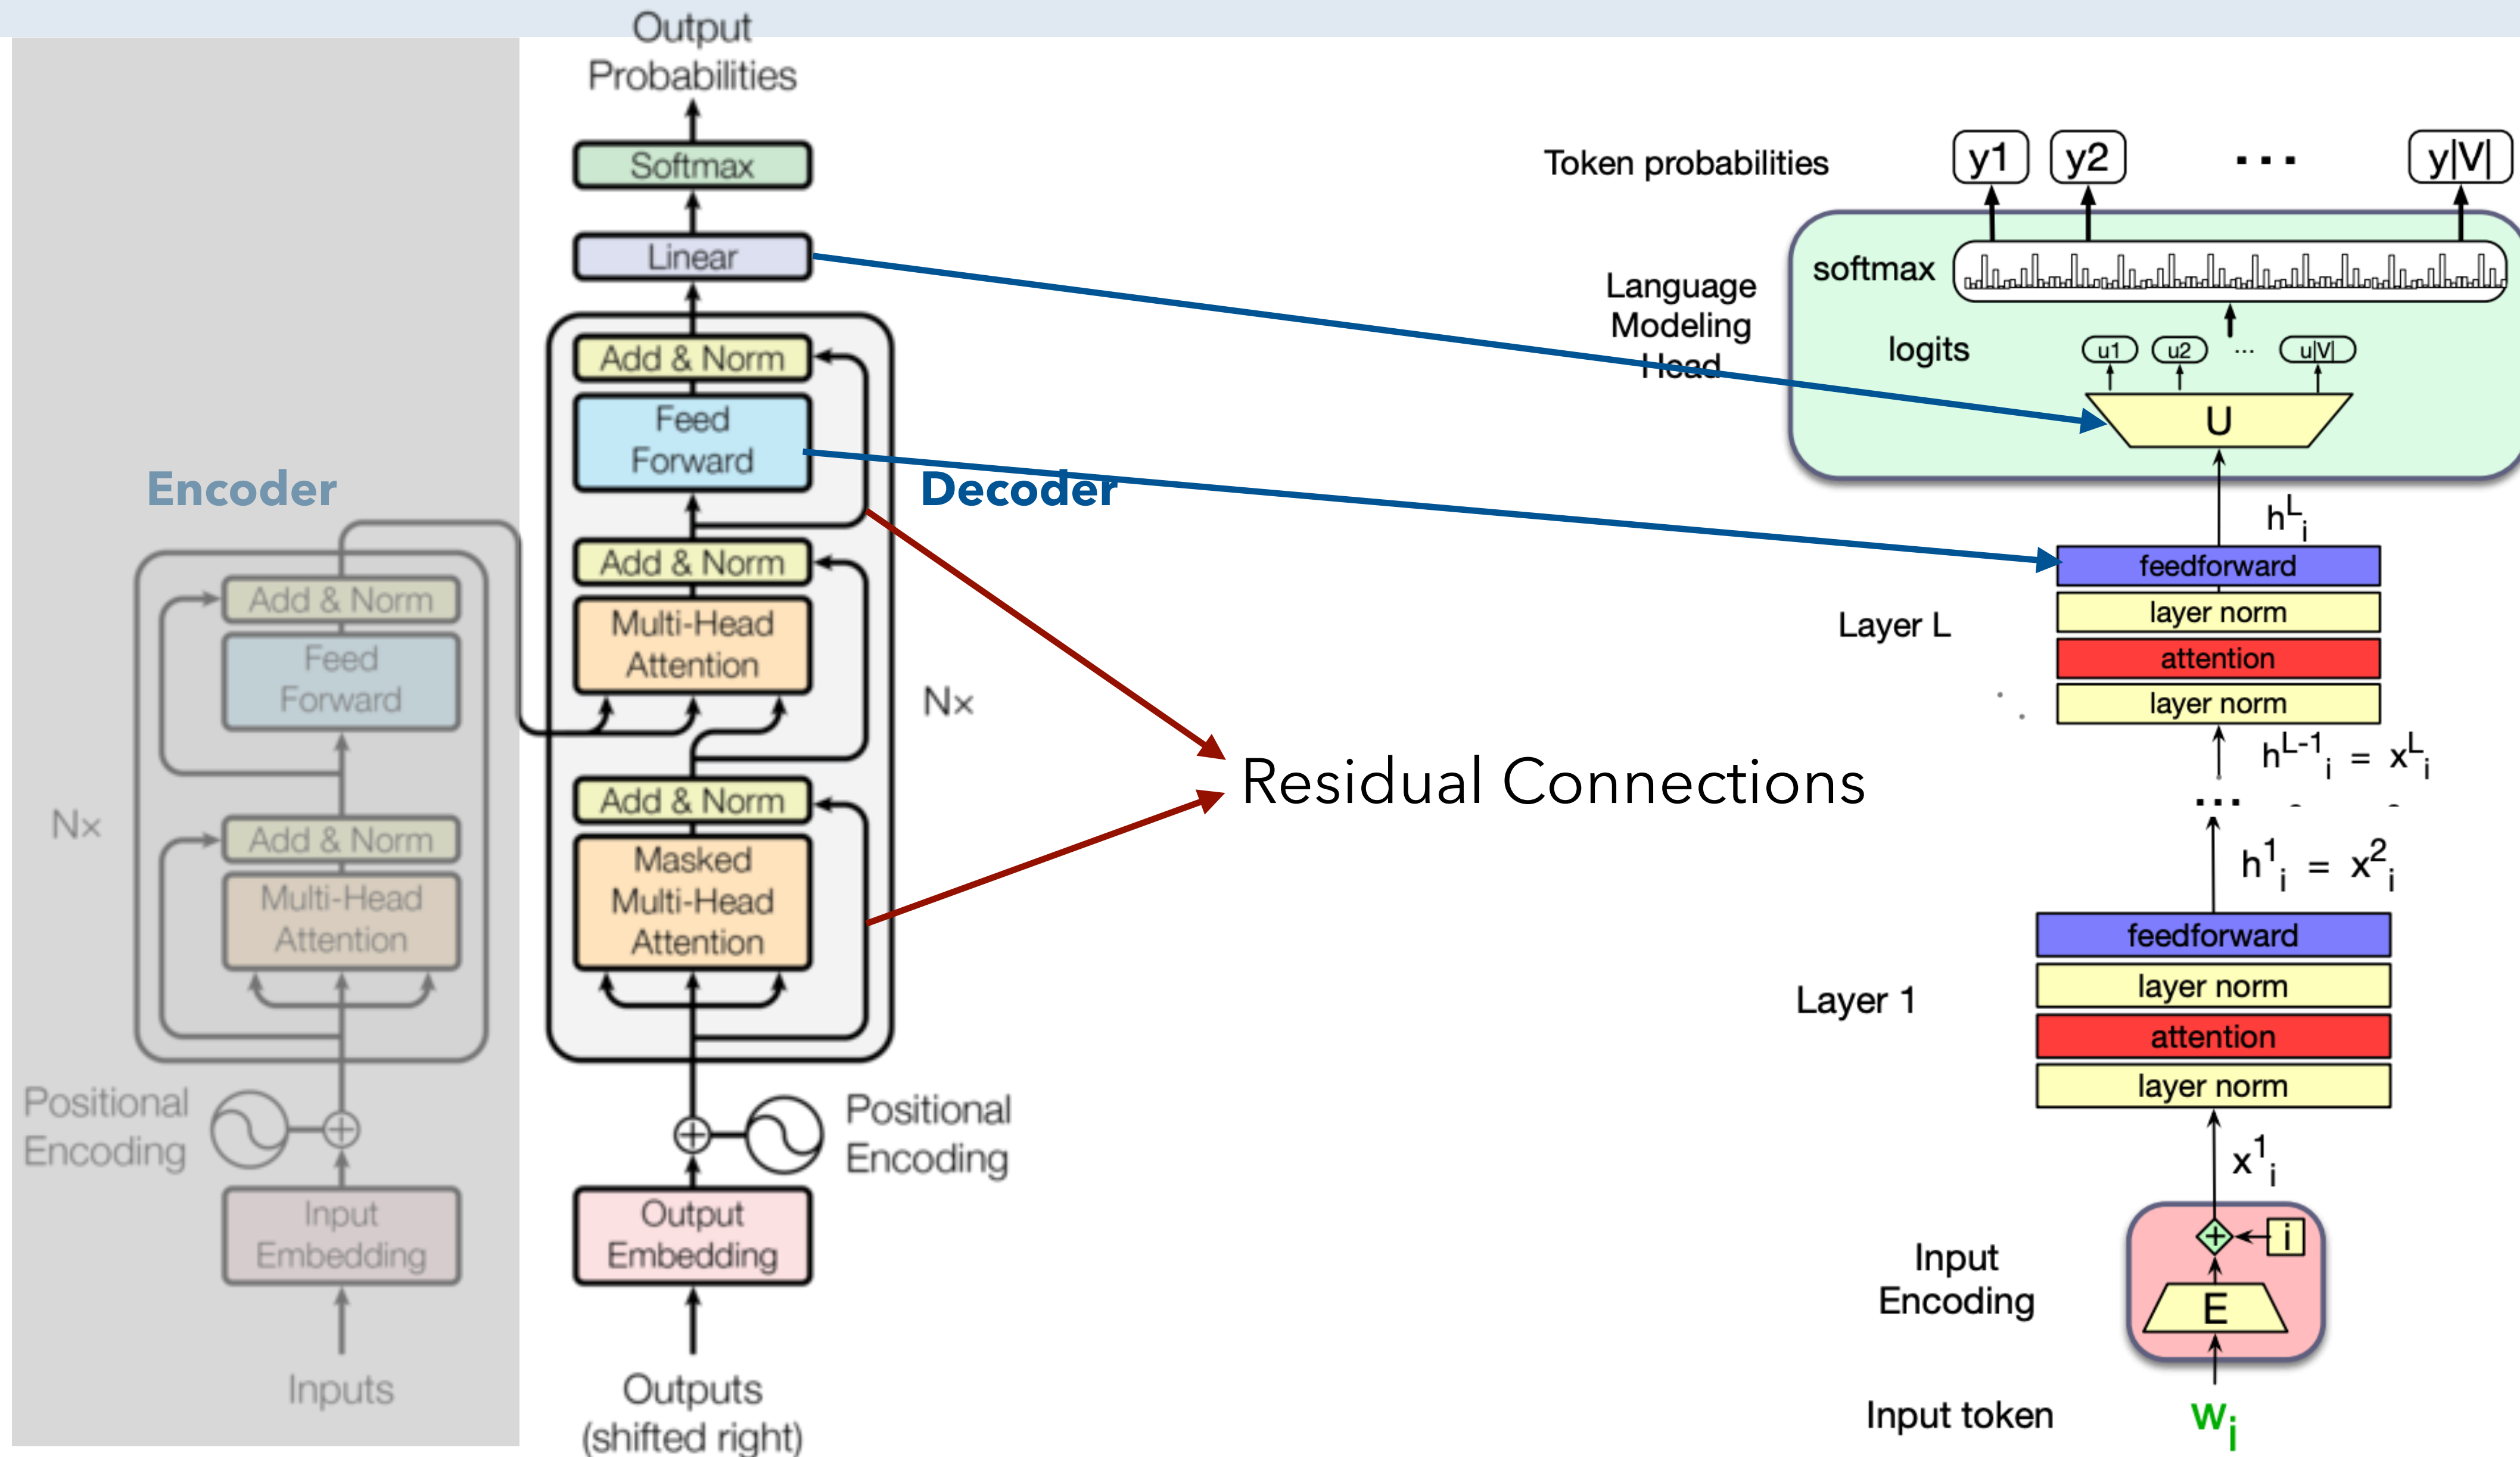 Output
Probabilities
Softmax
Linear
Add & Norm
Feed
Forward
Add & Norm
Multi-Head
Attention
Add & Norm
Masked
Multi-Head
Attention
Nx
Decoder
Positional
Encoding
Output
Embedding
Outputs
(shifted right)
Encoder
Add & Norm
Feed
Forward
Add & Norm
Multi-Head
Attention
N×
Positional
Encoding
Input
Embedding
Inputs
Residual Connections
Token probabilities
y1 y2 ... y|V|
Language
Modeling
Head
softmax
logits
u1 u2 ... u|V|
U
h^L_i
Layer L
feedforward
layer norm
attention
layer norm
h^{L-1}_i = x^L_i
...
h^1_i = x^2_i
Layer 1
feedforward
layer norm
attention
layer norm
x^1_i
Input
Encoding
+ i
E
Input token w_i